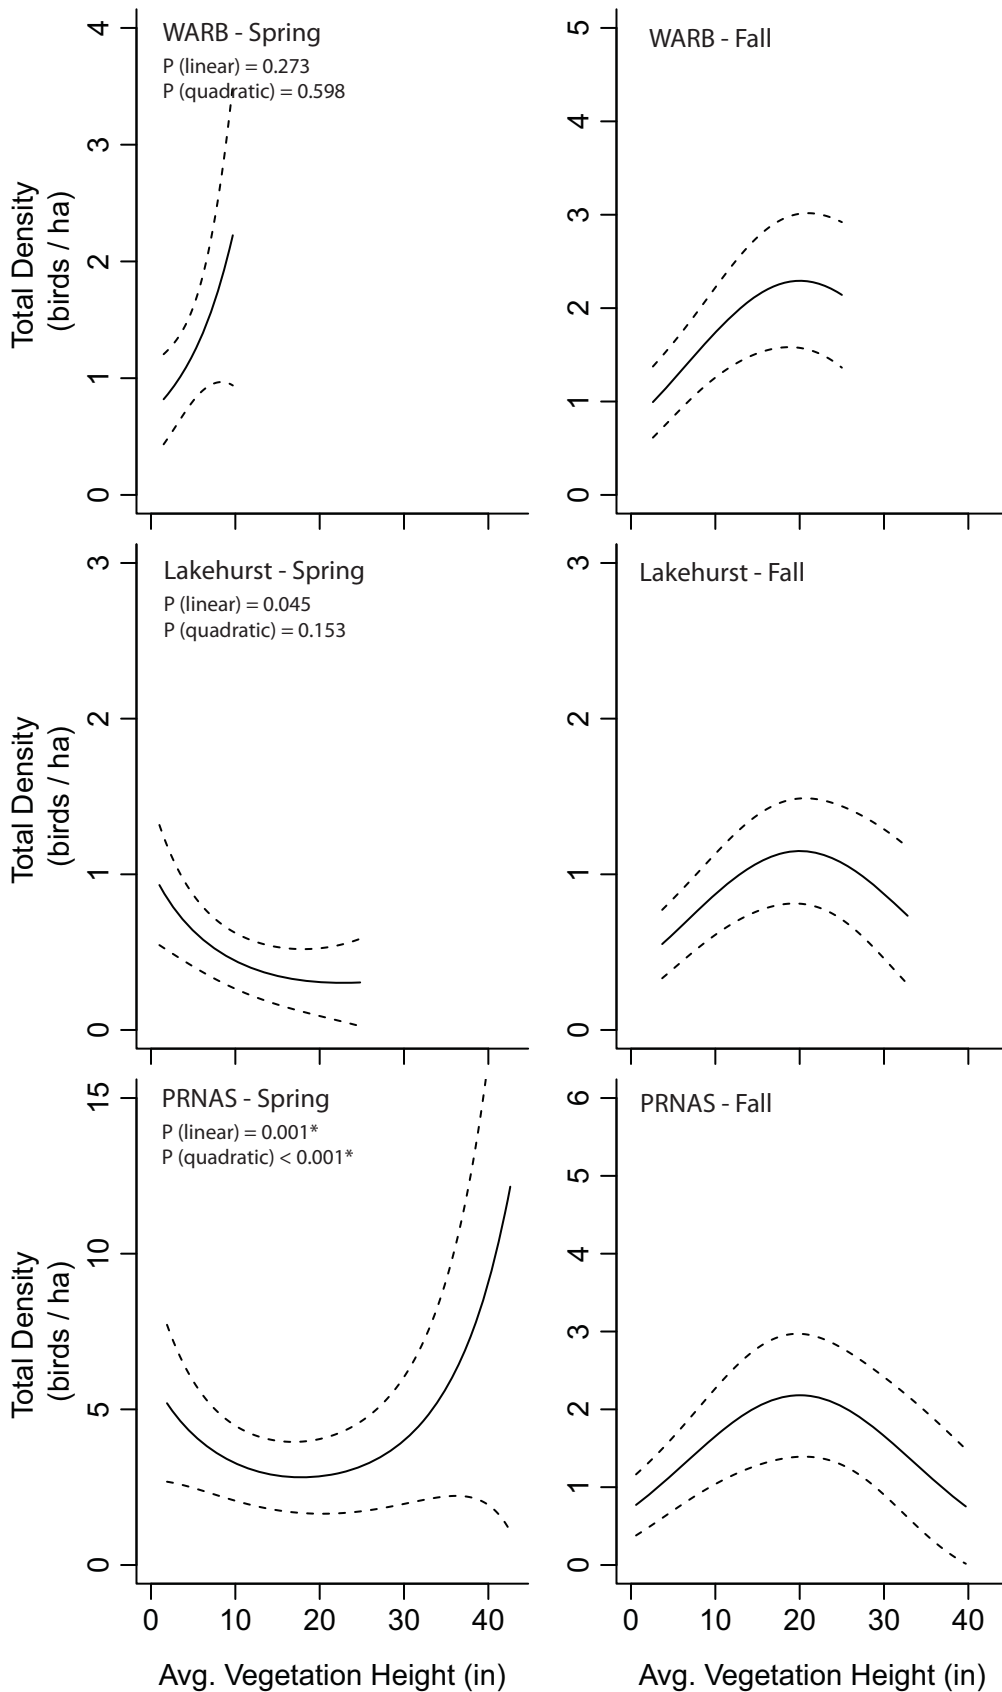 WARB - Spring
P (linear) = 0.273
P (quadratic) = 0.598
4
3
2
1
0
Total Density
(birds / ha)
WARB - Fall
5
4
3
2
1
0
Lakehurst - Spring
P (linear) = 0.045
P (quadratic) = 0.153
3
2
1
0
Total Density
(birds / ha)
Lakehurst - Fall
3
2
1
0
PRNAS - Spring
P (linear) = 0.001*
P (quadratic) < 0.001*
15
10
5
0
Total Density
(birds / ha)
0 10 20 30 40
Avg. Vegetation Height (in)
PRNAS - Fall
6
5
4
3
2
1
0
0 10 20 30 40
Avg. Vegetation Height (in)